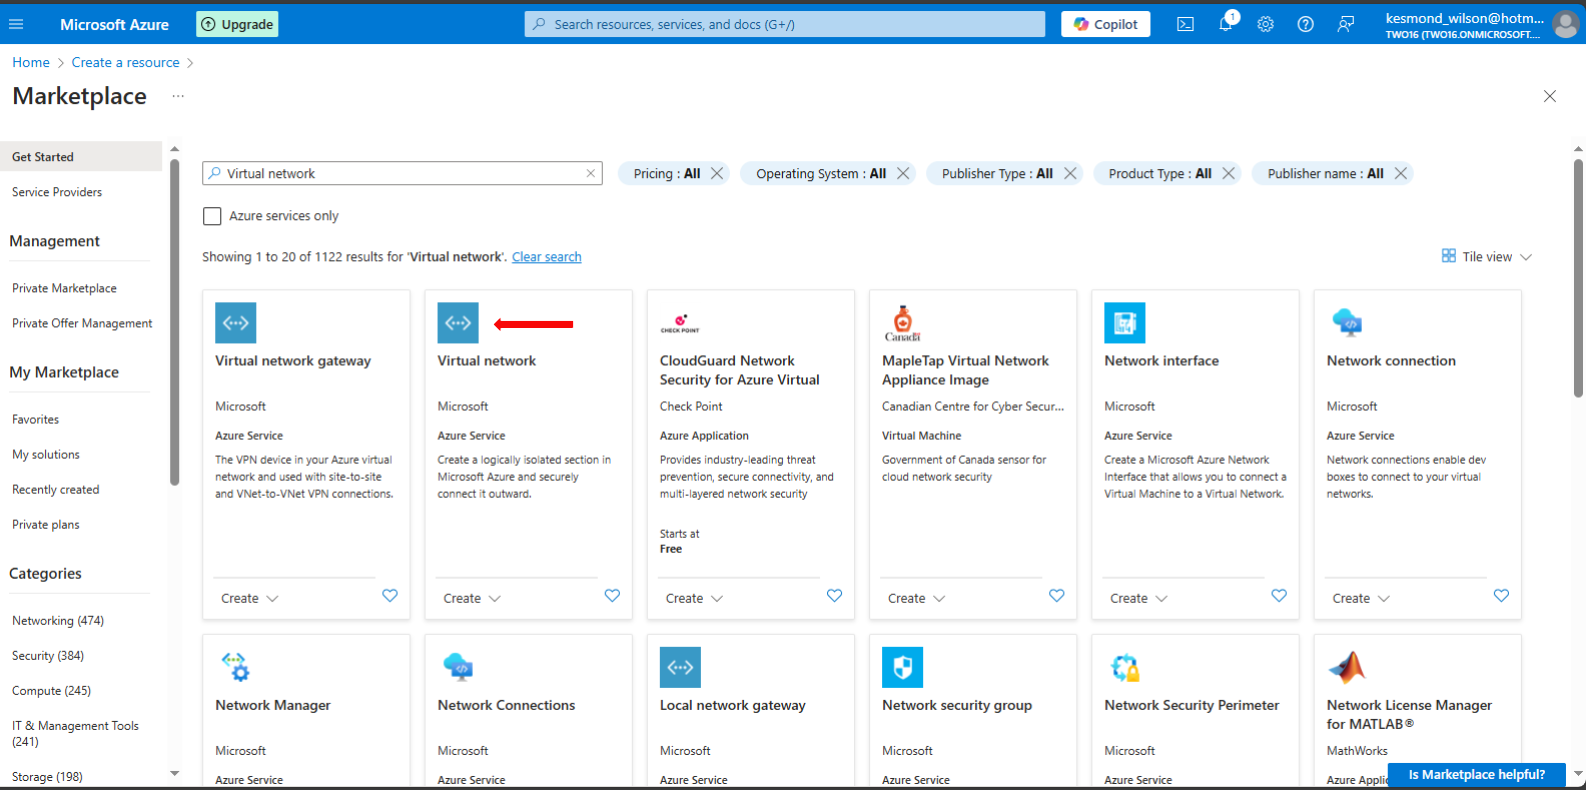 Microsoft Azure
Upgrade
Search resources, services, and docs (G+/)
Copilot
1
kesmond_wilson@hotm...
TWO16 (TWO16.ONMICROSOFT....
Home > Create a resource >
Marketplace ...
Get Started
Service Providers
Management
Private Marketplace
Private Offer Management
My Marketplace
Favorites
My solutions
Recently created
Private plans
Categories
Networking (474)
Security (384)
Compute (245)
IT & Management Tools
(241)
Storage (198)
Virtual network
Pricing : All
Operating System : All
Publisher Type : All
Product Type : All
Publisher name : All
Azure services only
Showing 1 to 20 of 1122 results for 'Virtual network'. Clear search
Tile view
Virtual network gateway
Microsoft
Azure Service
The VPN device in your Azure virtual
network and used with site-to-site
and VNet-to-VNet VPN connections.
Create
Virtual network
Microsoft
Azure Service
Create a logically isolated section in
Microsoft Azure and securely
connect it outward.
Create
CHECK POINT
CloudGuard Network
Security for Azure Virtual
Check Point
Azure Application
Provides industry-leading threat
prevention, secure connectivity, and
multi-layered network security
Starts at
Free
Create
Canada
MapleTap Virtual Network
Appliance Image
Canadian Centre for Cyber Secur...
Virtual Machine
Government of Canada sensor for
cloud network security
Create
Network interface
Microsoft
Azure Service
Create a Microsoft Azure Network
Interface that allows you to connect a
Virtual Machine to a Virtual Network.
Create
Network connection
Microsoft
Azure Service
Network connections enable dev
boxes to connect to your virtual
networks.
Create
Network Manager
Microsoft
Azure Service
Network Connections
Microsoft
Azure Service
Local network gateway
Microsoft
Azure Service
Network security group
Microsoft
Azure Service
Network Security Perimeter
Microsoft
Azure Service
Network License Manager
for MATLAB®
MathWorks
Azure Applic
Is Marketplace helpful?